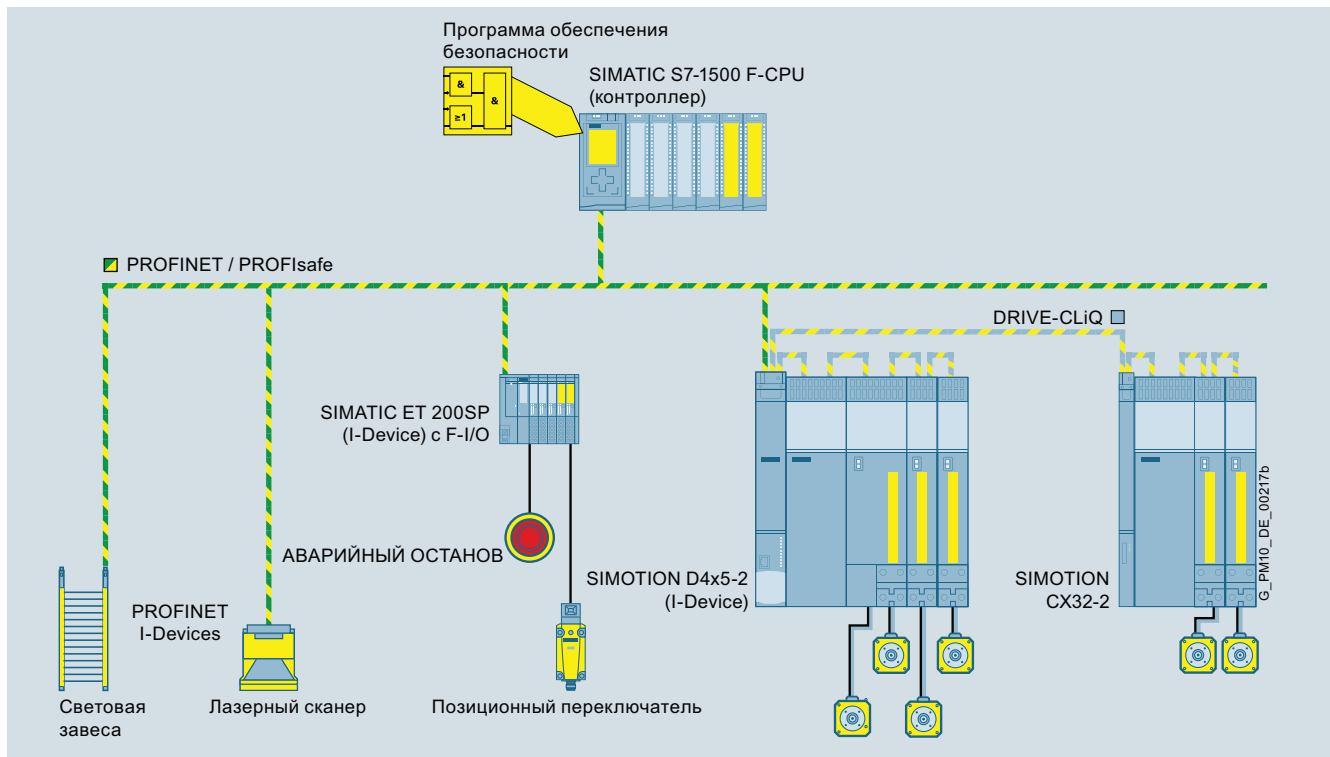 Программа обеспечения
безопасности
&
&
≥1
SIMATIC S7-1500 F-CPU
(контроллер)
PROFINET / PROFIsafe
DRIVE-CLiQ
SIMATIC ET 200SP
(I-Device) с F-I/O
АВАРИЙНЫЙ ОСТАНОВ
SIMOTION D4x5-2
(I-Device)
SIMOTION
CX32-2
G_PM10_DE_00217b
PROFINET
I-Devices
Световая
завеса
Лазерный сканер
Позиционный переключатель